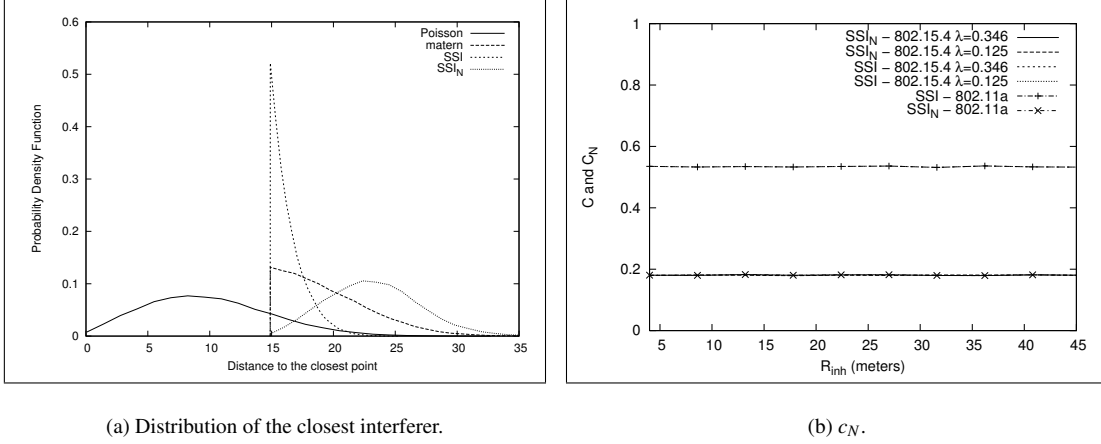 0.6
0.5
0.4
0.3
0.2
0.1
0
0 5 10 15 20 25 30 35
Probability Density Function
Distance to the closest point
Poisson
matern
SSI
SSI_N
(a) Distribution of the closest interferer.
1
0.8
0.6
0.4
0.2
0
5 10 15 20 25 30 35 40 45
C and C_N
R_inh (meters)
SSI_N – 802.15.4 λ=0.346
SSI_N – 802.15.4 λ=0.125
SSI – 802.15.4 λ=0.346
SSI – 802.15.4 λ=0.125
SSI – 802.11a
SSI_N – 802.11a
(b) c_N.